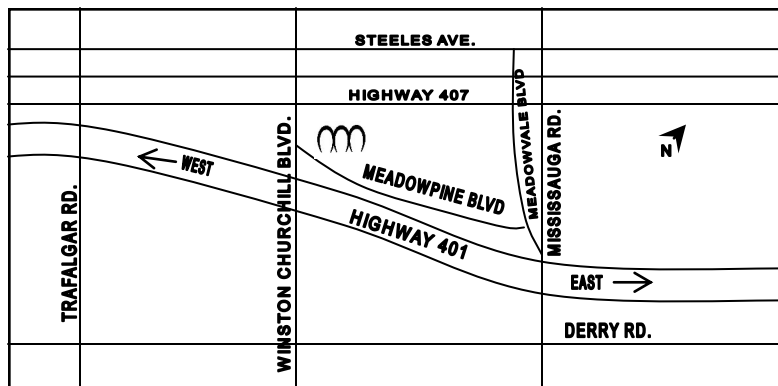 STEELES AVE.
HIGHWAY 407
MEADOWVALE BLVD
MISSISSAUGA RD.
N
WINSTON CHURCHILL BLVD.
WEST
MEADOWPINE BLVD
TRAFALGAR RD.
HIGHWAY 401
EAST
DERRY RD.